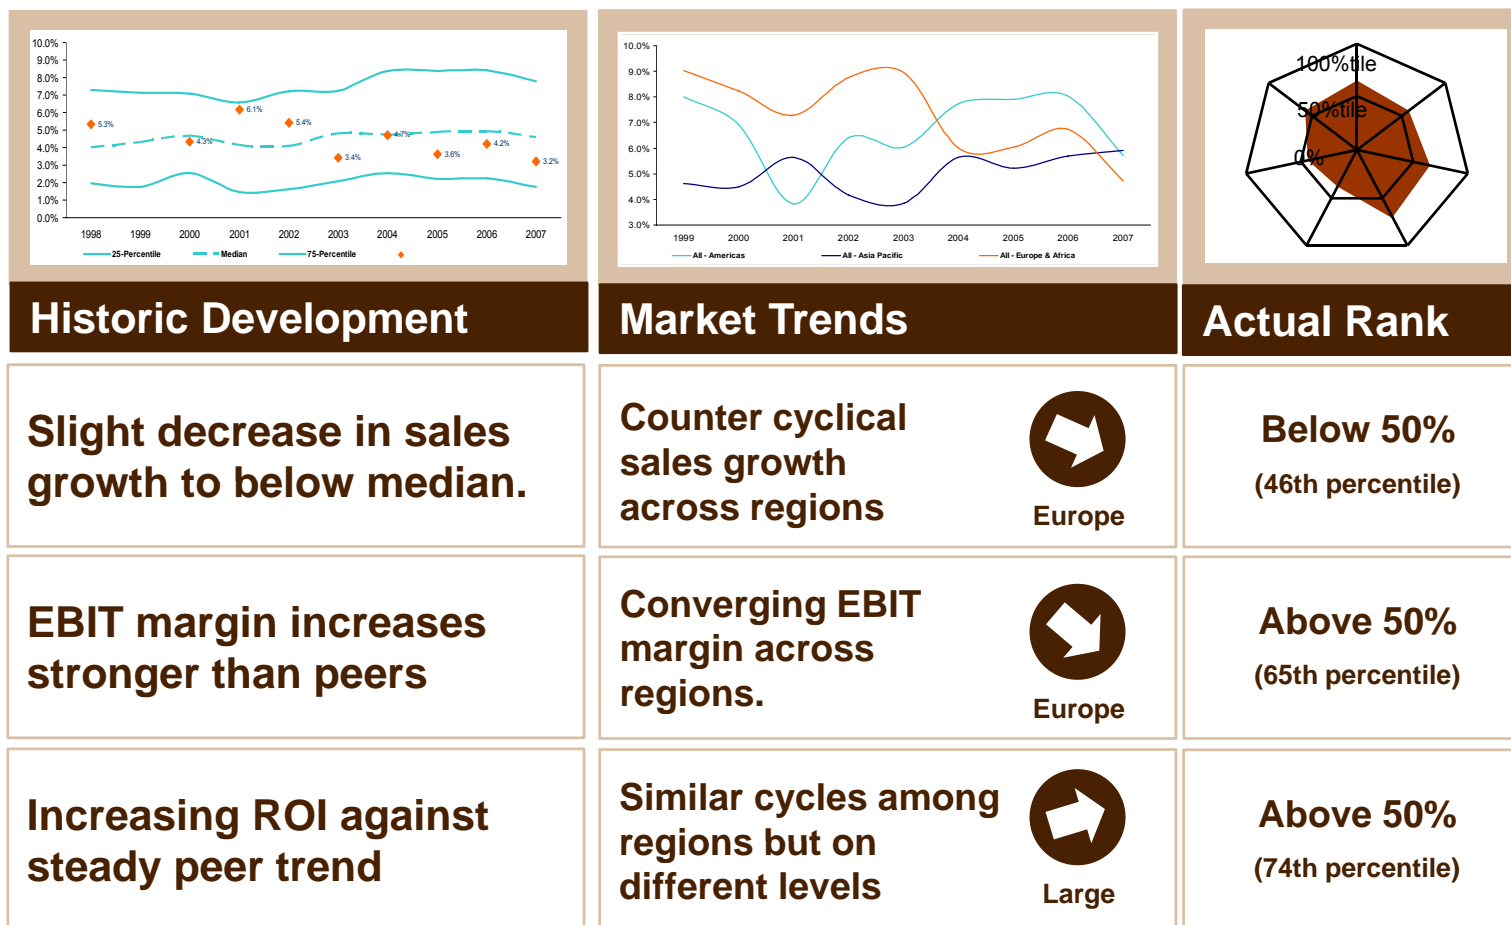 10.0%
9.0%
8.0%
7.0%
6.0%
5.0%
4.0%
3.0%
2.0%
1.0%
0.0%
5.3%
4.3%
6.1%
5.4%
3.4%
4.7%
3.6%
4.2%
3.2%
1998 1999 2000 2001 2002 2003 2004 2005 2006 2007
25-Percentile Median 75-Percentile
10.0%
9.0%
8.0%
7.0%
6.0%
5.0%
4.0%
3.0%
1999 2000 2001 2002 2003 2004 2005 2006 2007
All - Americas All - Asia Pacific All - Europe & Africa
100%tile
50%tile
0%
Historic Development
Market Trends
Actual Rank
Slight decrease in sales
growth to below median.
Counter cyclical
sales growth
across regions
Europe
Below 50%
(46th percentile)
EBIT margin increases
stronger than peers
Converging EBIT
margin across
regions.
Europe
Above 50%
(65th percentile)
Increasing ROI against
steady peer trend
Similar cycles among
regions but on
different levels
Large
Above 50%
(74th percentile)